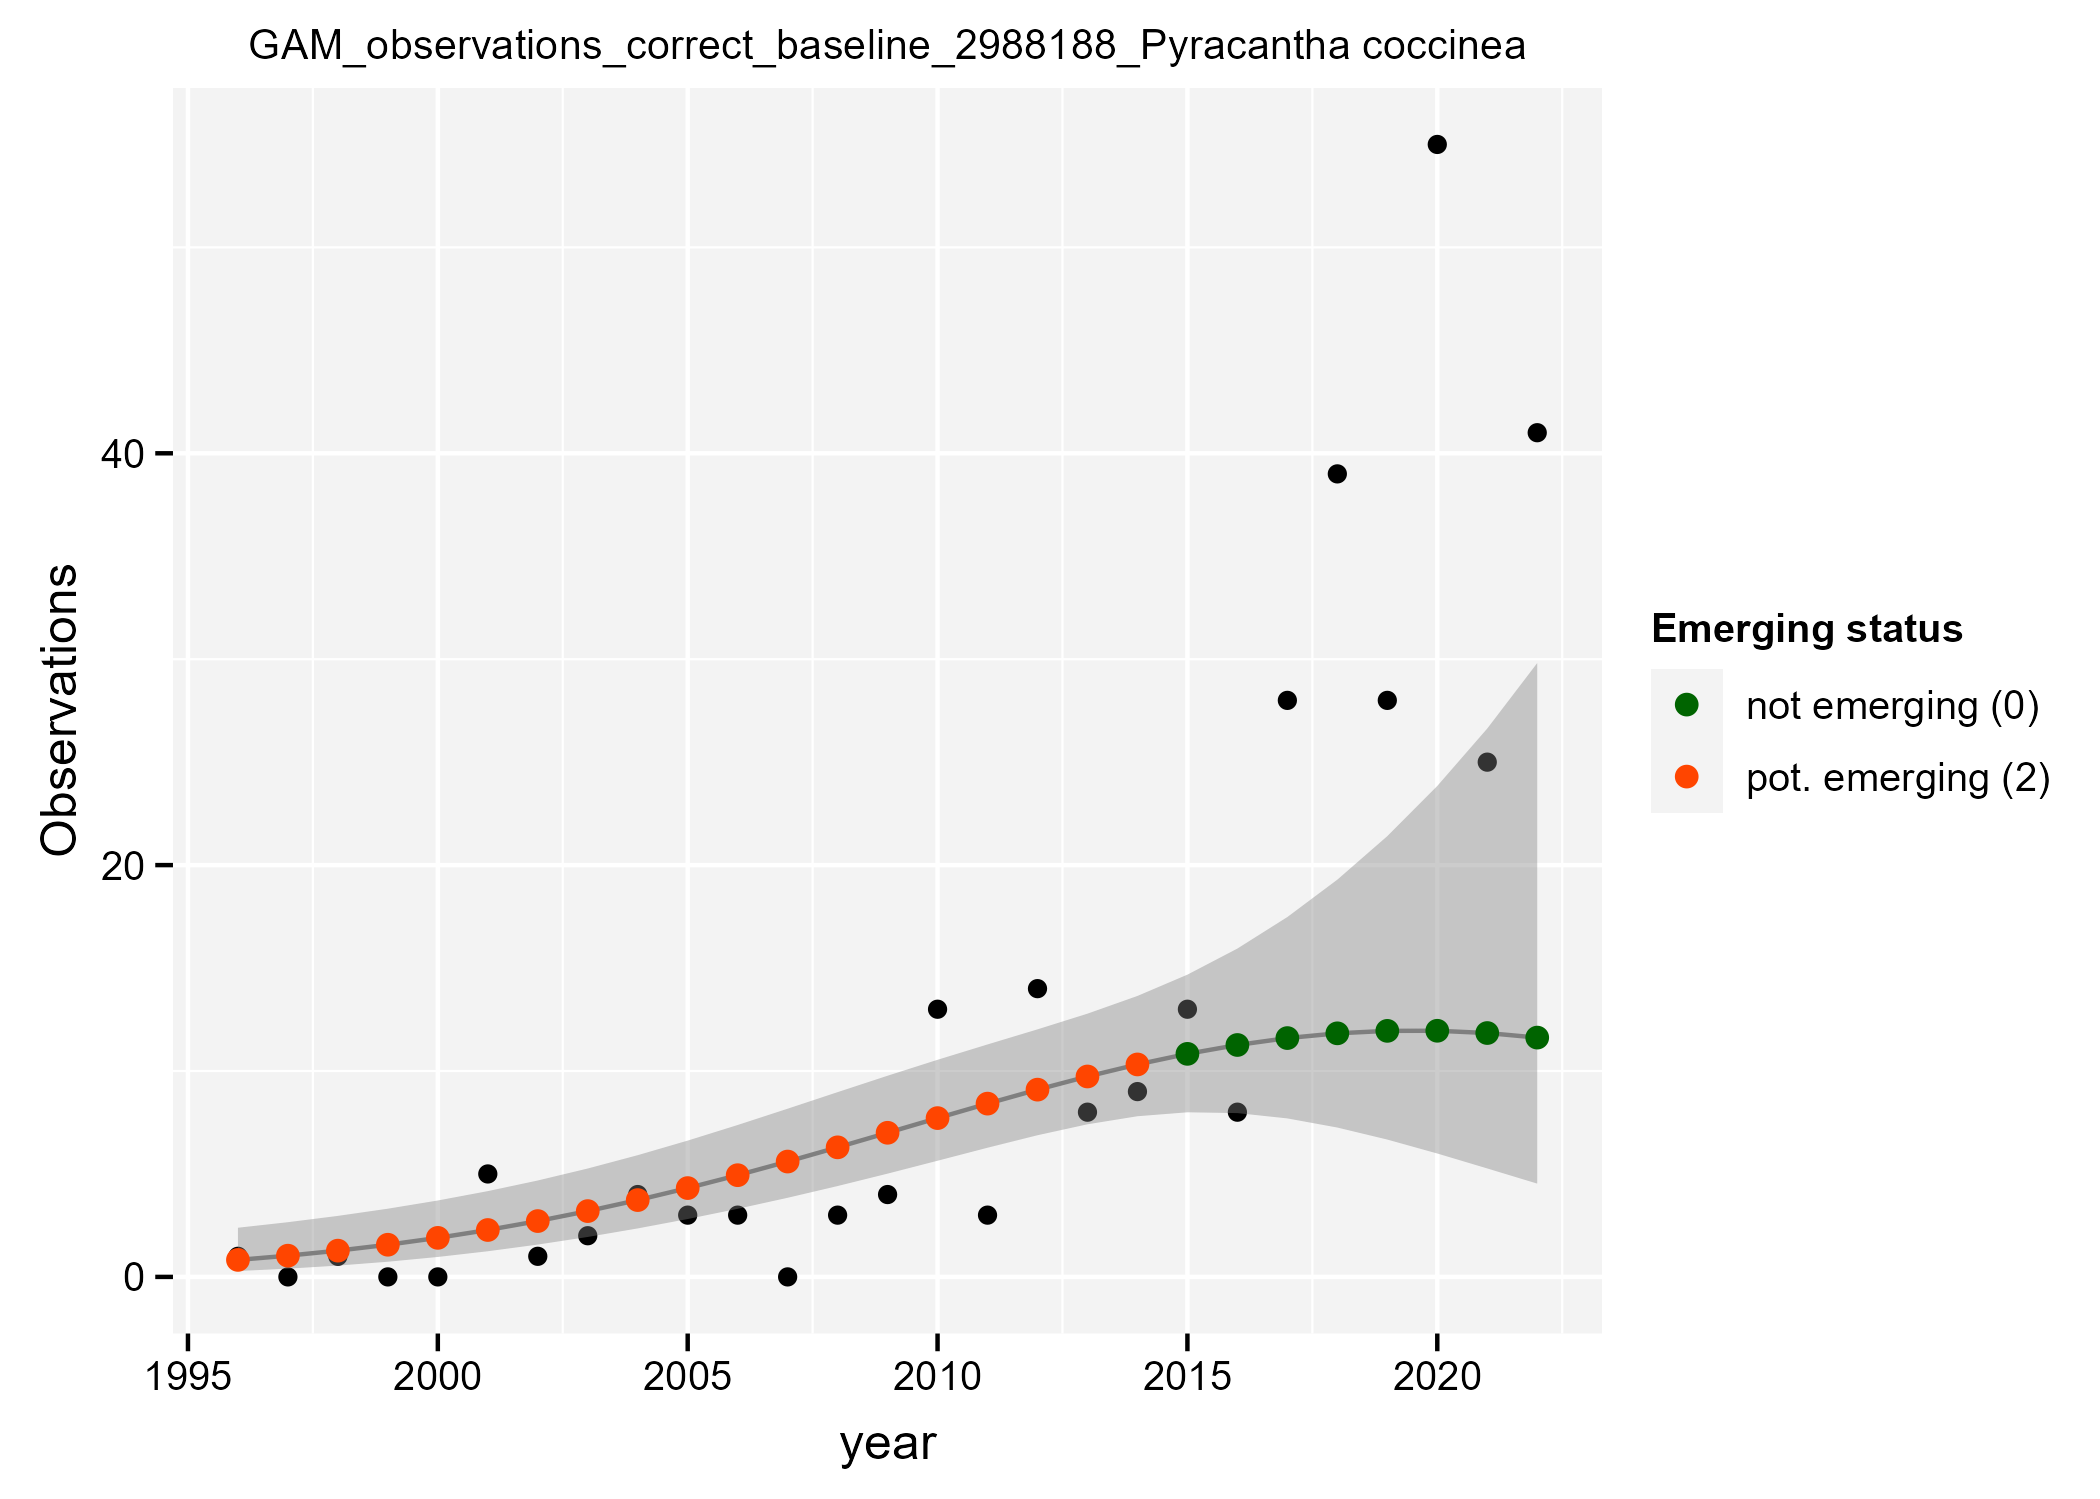 GAM_observations_correct_baseline_2988188_Pyracantha coccinea
Observations
40
20
0
1995 2000 2005 2010 2015 2020
year
Emerging status
not emerging (0)
pot. emerging (2)